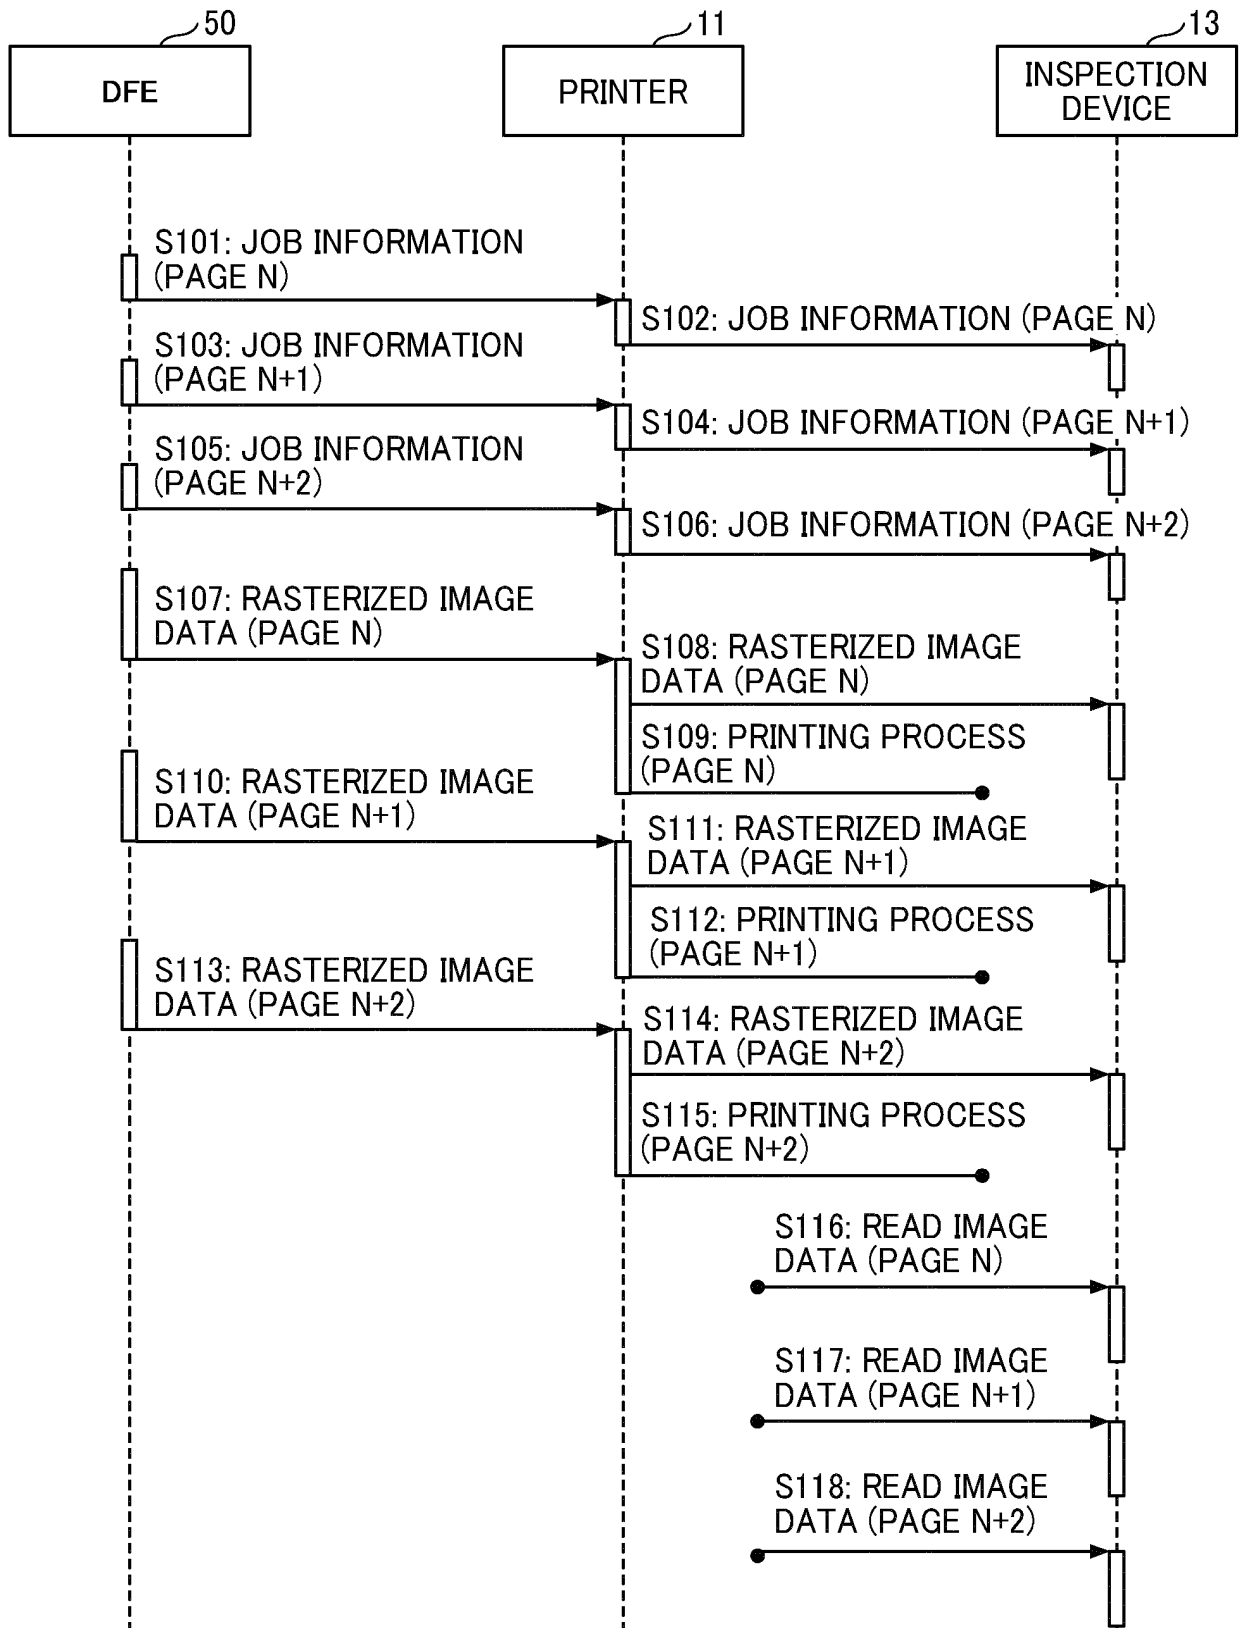 50
11
13
DFE
PRINTER
INSPECTION
DEVICE
S101: JOB INFORMATION
(PAGE N)
S102: JOB INFORMATION (PAGE N)
S103: JOB INFORMATION
(PAGE N+1)
S104: JOB INFORMATION (PAGE N+1)
S105: JOB INFORMATION
(PAGE N+2)
S106: JOB INFORMATION (PAGE N+2)
S107: RASTERIZED IMAGE
DATA (PAGE N)
S108: RASTERIZED IMAGE
DATA (PAGE N)
S109: PRINTING PROCESS
(PAGE N)
S110: RASTERIZED IMAGE
DATA (PAGE N+1)
S111: RASTERIZED IMAGE
DATA (PAGE N+1)
S112: PRINTING PROCESS
(PAGE N+1)
S113: RASTERIZED IMAGE
DATA (PAGE N+2)
S114: RASTERIZED IMAGE
DATA (PAGE N+2)
S115: PRINTING PROCESS
(PAGE N+2)
S116: READ IMAGE
DATA (PAGE N)
S117: READ IMAGE
DATA (PAGE N+1)
S118: READ IMAGE
DATA (PAGE N+2)